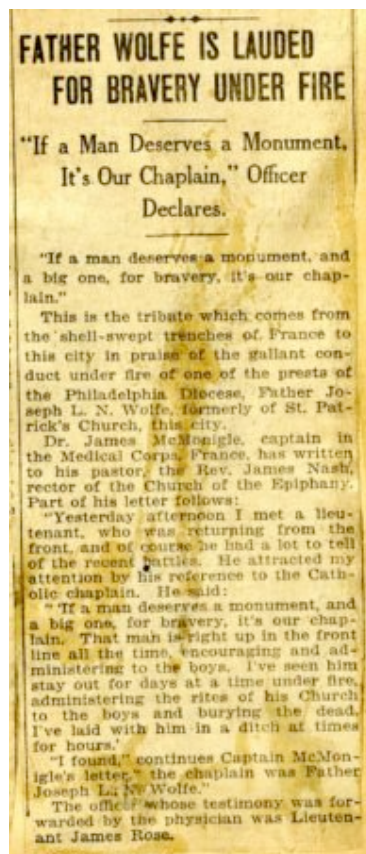 FATHER WOLFE IS LAUDED
FOR BRAVERY UNDER FIRE
"If a Man Deserves a Monument,
It's Our Chaplain," Officer
Declares.
"If a man deserves a monument, and
a big one, for bravery, it's our chap-
lain."
This is the tribute which comes from
the shell-swept trenches of France to
this city in praise of the gallant con-
duct under fire of one of the prests of
the Philadelphia Diocese, Father Jo-
seph L. N. Wolfe, formerly of St. Pat-
rick's Church, this city.
Dr. James McMonigle, captain in
the Medical Corps, France, has written
to his pastor, the Rev. James Nash,
rector of the Church of the Epiphany.
Part of his letter follows:
"Yesterday afternoon I met a lieu-
tenant, who was returning from the
front, and of course he had a lot to tell
of the recent battles. He attracted my
attention by his reference to the Cath-
olic chaplain. He said:
" 'If a man deserves a monument, and
a big one, for bravery, it's our chap-
lain. That man is right up in the front
line all the time, encouraging and ad-
ministering to the boys. I've seen him
stay out for days at a time under fire,
administering the rites of his Church
to the boys and burying the dead.
I've laid with him in a ditch at times
for hours.'
"I found," continues Captain McMon-
igle's letter, "the chaplain was Father
Joseph L. N. Wolfe."
The officer whose testimony was for-
warded by the physician was Lieuten-
ant James Rose.